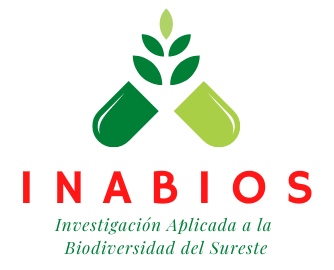 INABIOS
Investigación Aplicada a la
Biodiversidad del Sureste